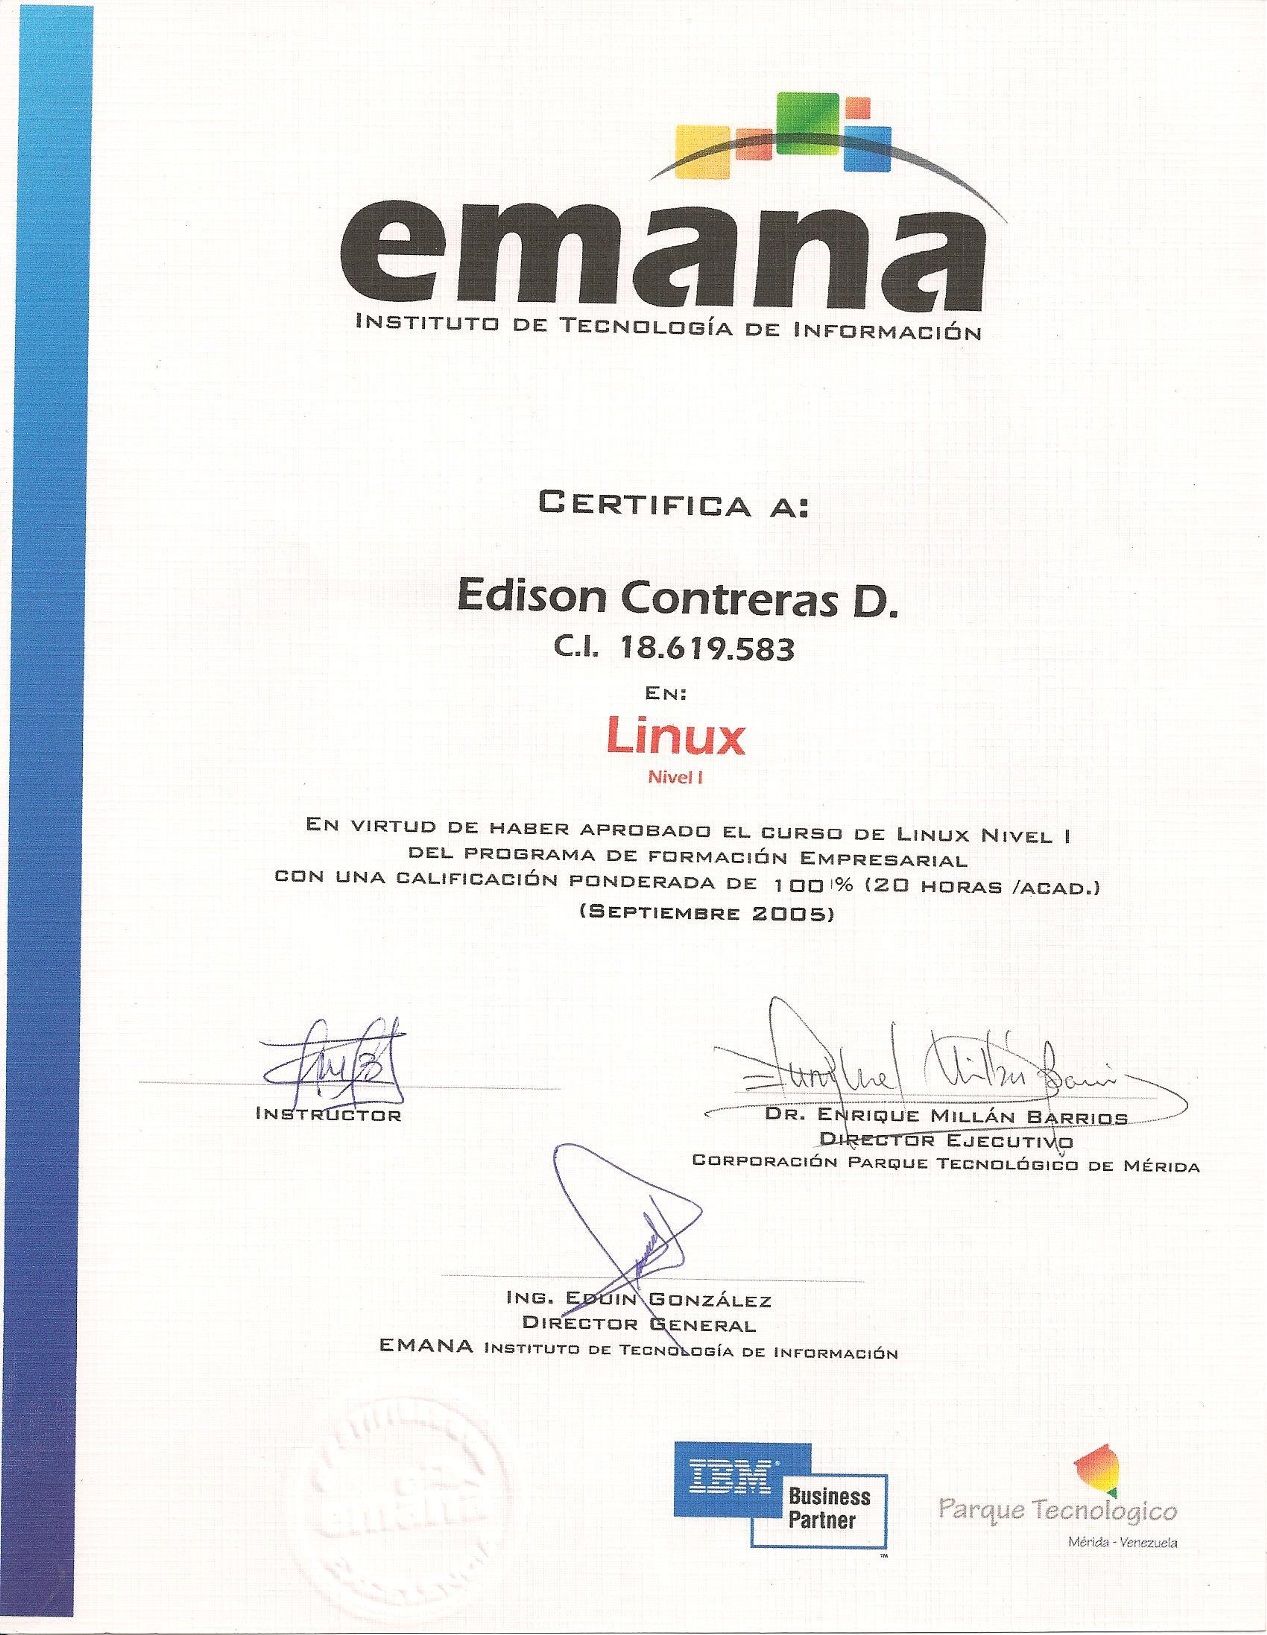 emana
Instituto de Tecnología de Información
Certifica a:
Edison Contreras D.
C.I. 18.619.583
En:
Linux
Nivel I
En virtud de haber aprobado el curso de Linux Nivel I
del programa de formación Empresarial
con una calificación ponderada de 100 % (20 horas /acad.)
(Septiembre 2005)
Instructor
Dr. Enrique Millán Barrios
Director Ejecutivo
Corporación Parque Tecnológico de Mérida
Ing. Eduin González
Director General
EMANA Instituto de Tecnología de Información
IBM
Business
Partner
™
Parque Tecnologico
Mérida - Venezuela